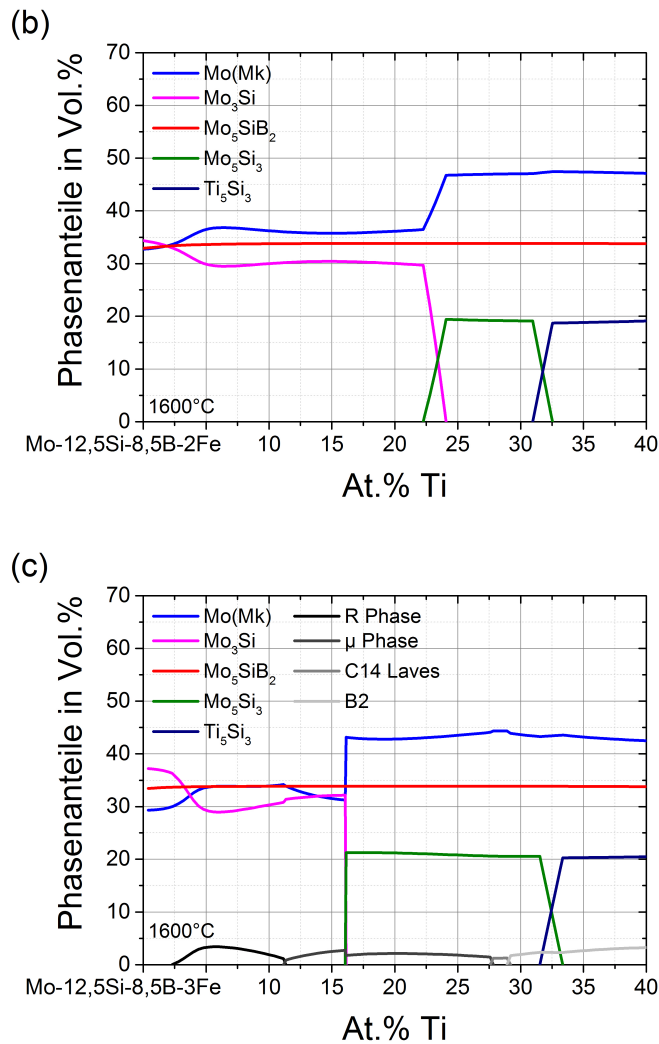 (b)
Phasenanteile in Vol.%
70
60
50
40
30
20
10
0
Mo(Mk)
Mo₃Si
Mo₅SiB₂
Mo₅Si₃
Ti₅Si₃
1600°C
Mo-12,5Si-8,5B-2Fe
10
15
20
25
30
35
40
At.% Ti
(c)
Phasenanteile in Vol.%
70
60
50
40
30
20
10
0
Mo(Mk)
Mo₃Si
Mo₅SiB₂
Mo₅Si₃
Ti₅Si₃
R Phase
µ Phase
C14 Laves
B2
1600°C
Mo-12,5Si-8,5B-3Fe
10
15
20
25
30
35
40
At.% Ti